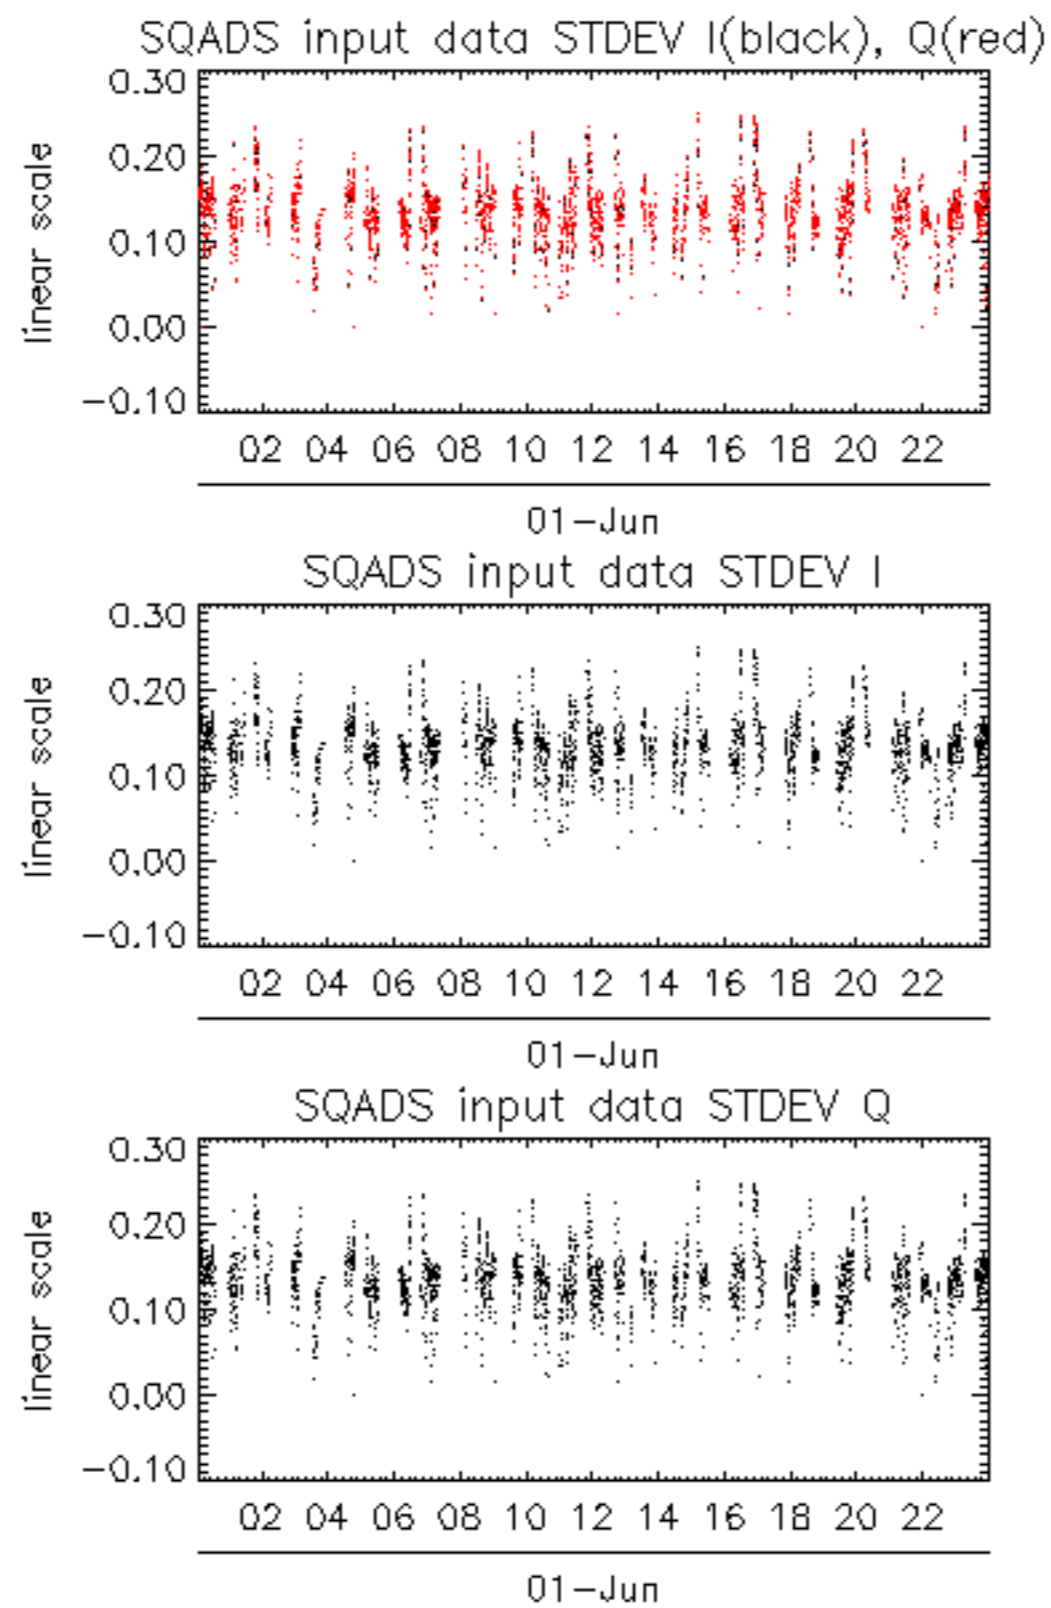 SQADS input data STDEV I(black), Q(red)
0.30
0.20
0.10
0.00
-0.10
linear scale
02 04 06 08 10 12 14 16 18 20 22
01-Jun
SQADS input data STDEV I
0.30
0.20
0.10
0.00
-0.10
linear scale
02 04 06 08 10 12 14 16 18 20 22
01-Jun
SQADS input data STDEV Q
0.30
0.20
0.10
0.00
-0.10
linear scale
02 04 06 08 10 12 14 16 18 20 22
01-Jun